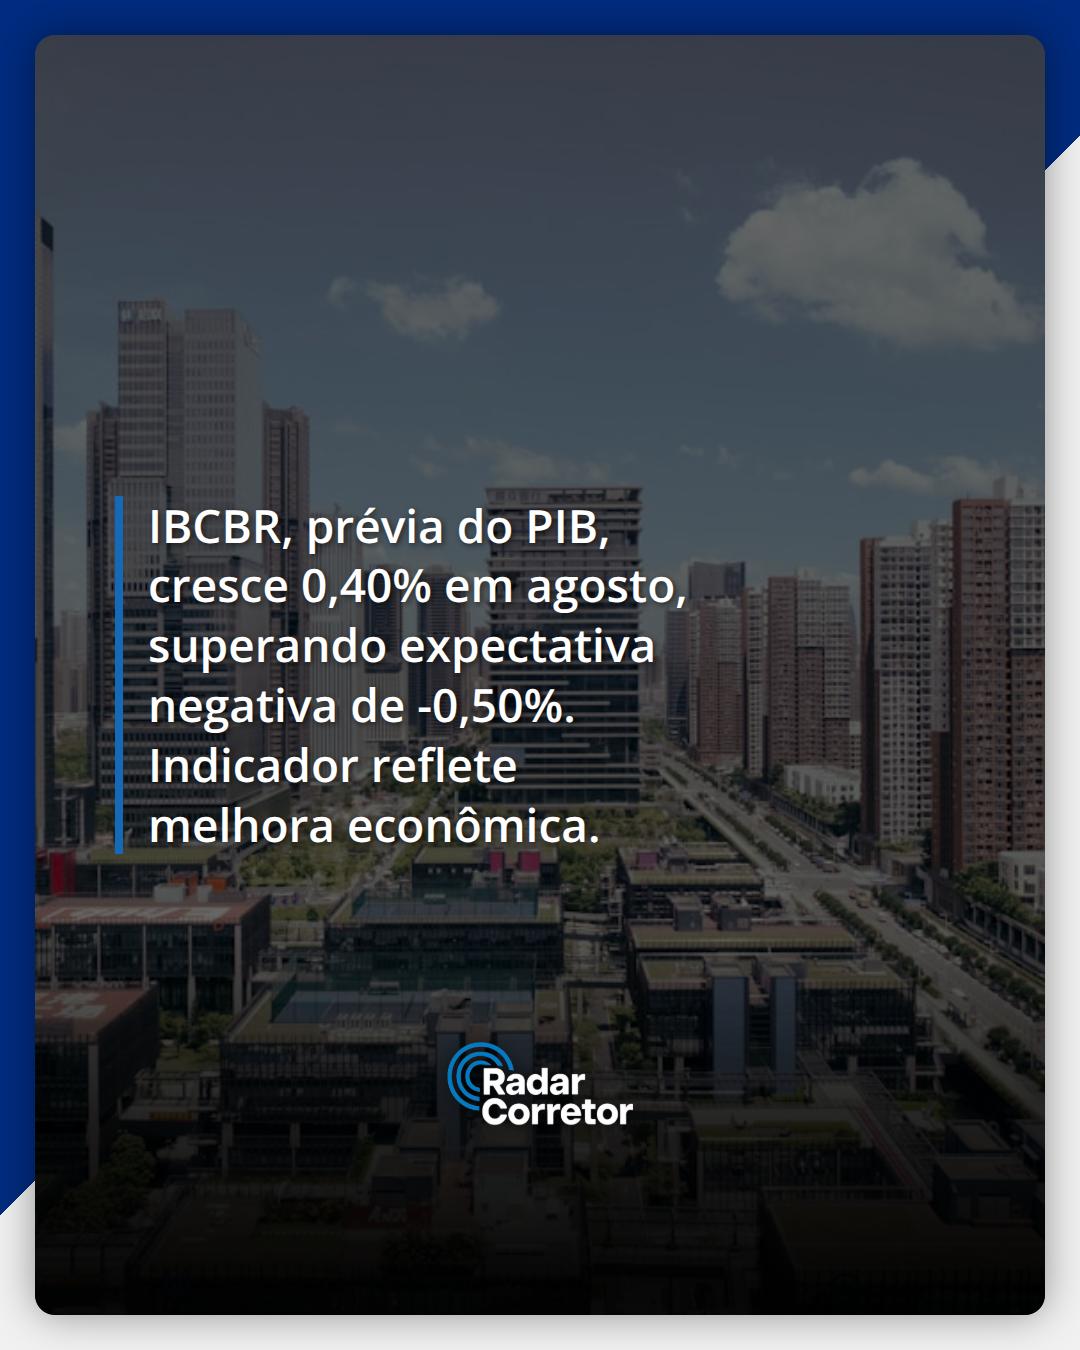 IBCBR, prévia do PIB,
cresce 0,40% em agosto,
superando expectativa
negativa de -0,50%.
Indicador reflete
melhora econômica.
Radar
Corretor